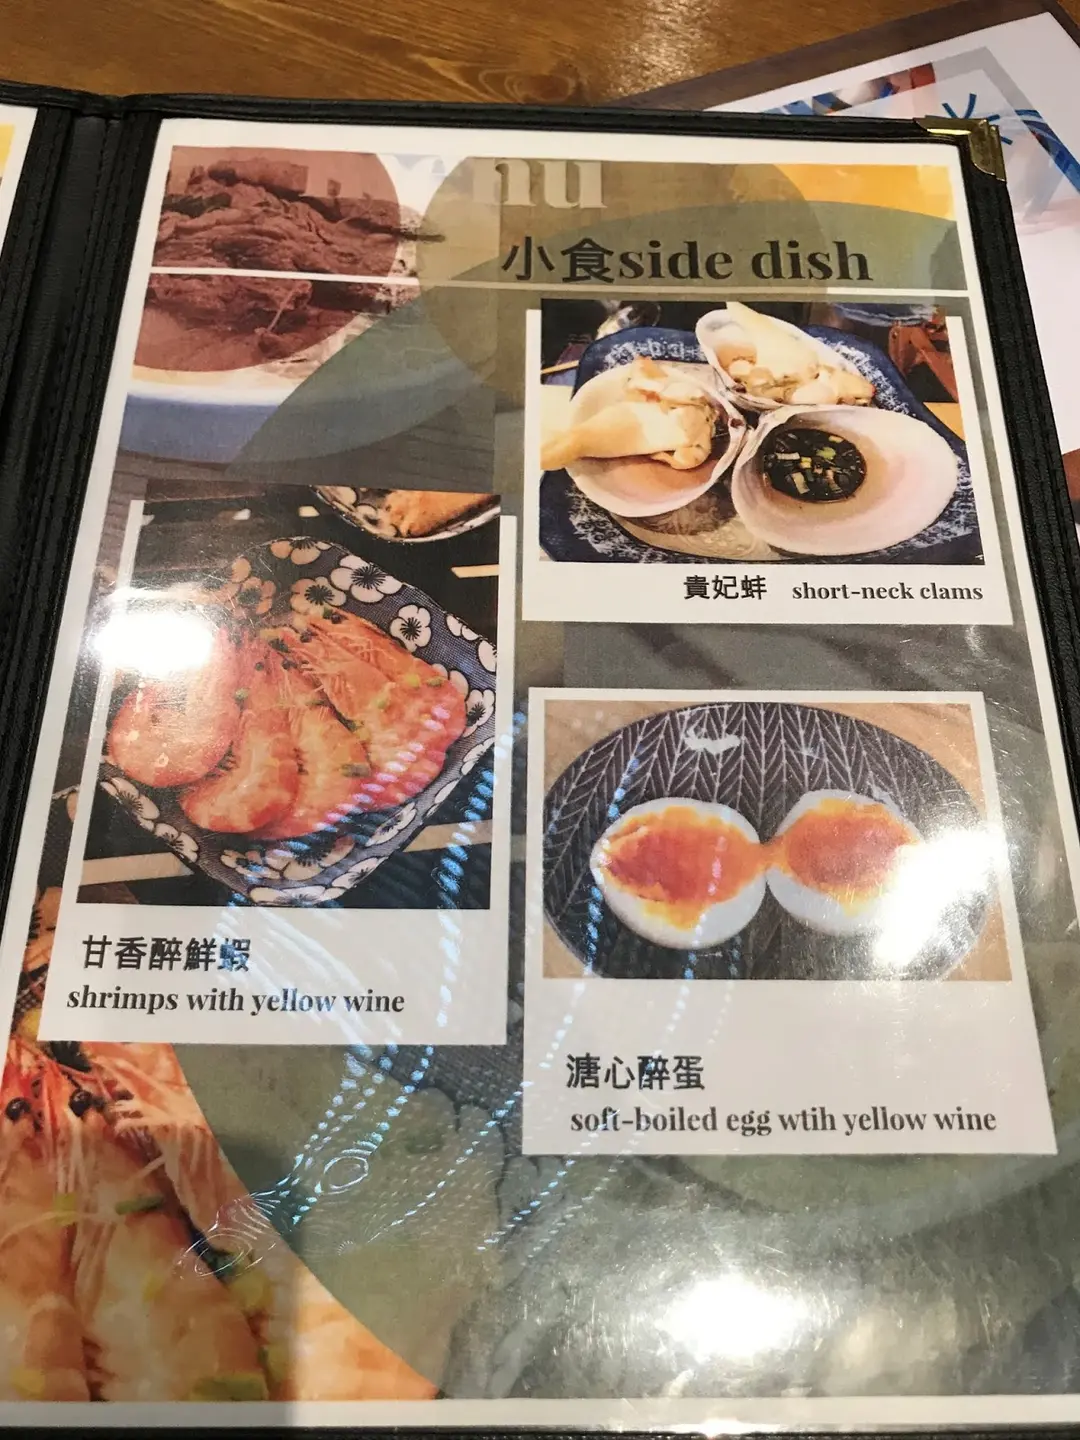 menu
小食side dish
貴妃蚌 short-neck clams
甘香醉鮮蝦
shrimps with yellow wine
溏心醉蛋
soft-boiled egg wtih yellow wine